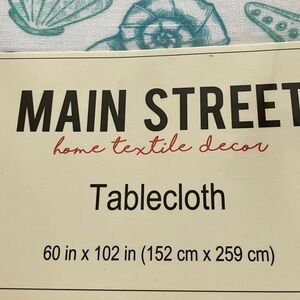 MAIN STREET
home textile decor
Tablecloth
60 in x 102 in (152 cm x 259 cm)